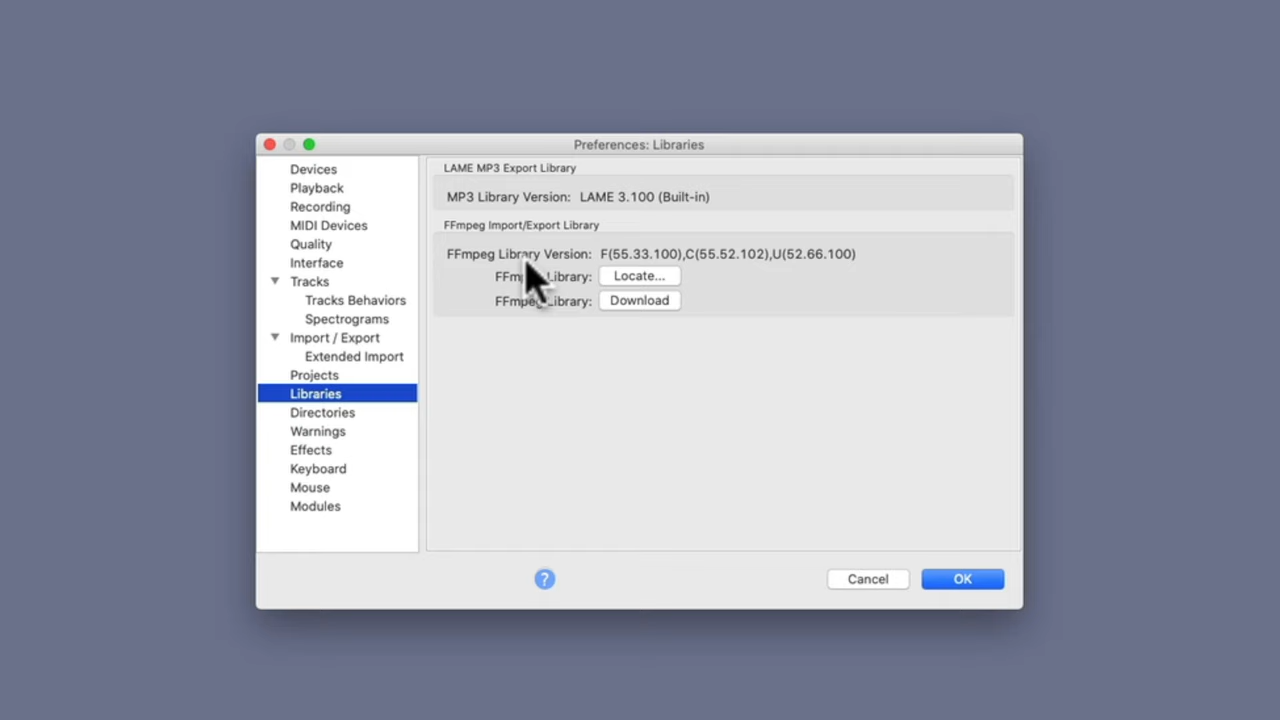 Preferences: Libraries
Devices
Playback
Recording
MIDI Devices
Quality
Interface
Tracks
Tracks Behaviors
Spectrograms
Import / Export
Extended Import
Projects
Libraries
Directories
Warnings
Effects
Keyboard
Mouse
Modules
LAME MP3 Export Library
MP3 Library Version: LAME 3.100 (Built-in)
FFmpeg Import/Export Library
FFmpeg Library Version: F(55.33.100),C(55.52.102),U(52.66.100)
FFmpeg Library: Locate...
FFmpeg Library: Download
?
Cancel
OK